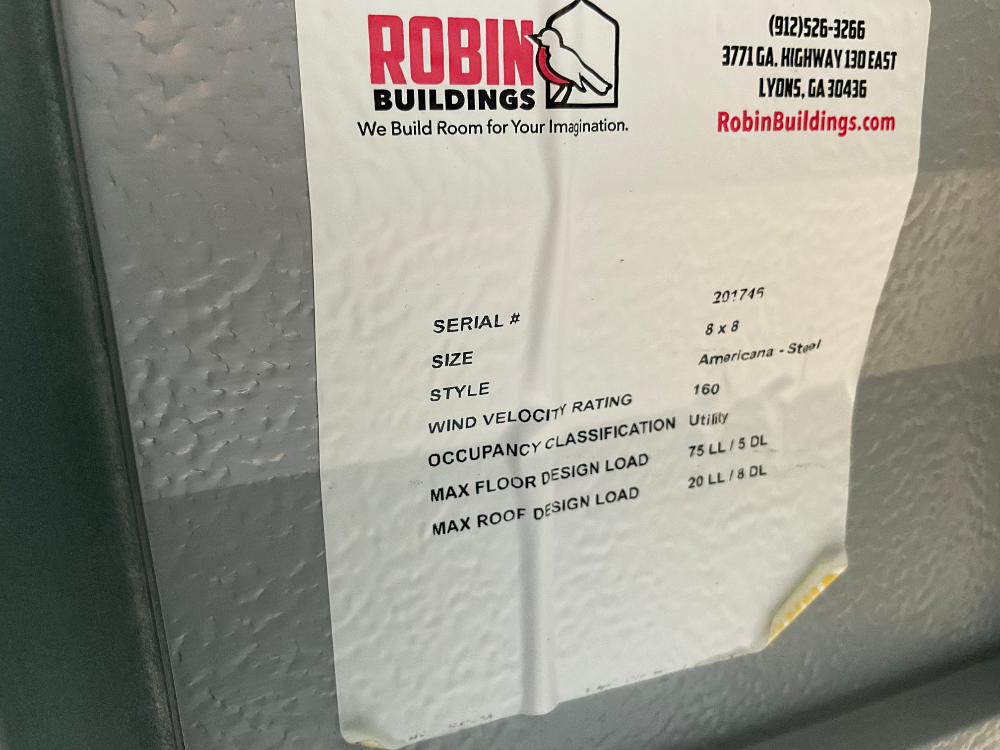 ROBIN
BUILDINGS
We Build Room for Your Imagination.
(912)526-3266
3771 GA. HIGHWAY 130 EAST
LYONS, GA 30436
RobinBuildings.com
SERIAL # 201746
SIZE 8 x 8
STYLE Americana - Steel
WIND VELOCITY RATING 160
OCCUPANCY CLASSIFICATION Utility
MAX FLOOR DESIGN LOAD 75 LL / 5 DL
MAX ROOF DESIGN LOAD 20 LL / 8 DL